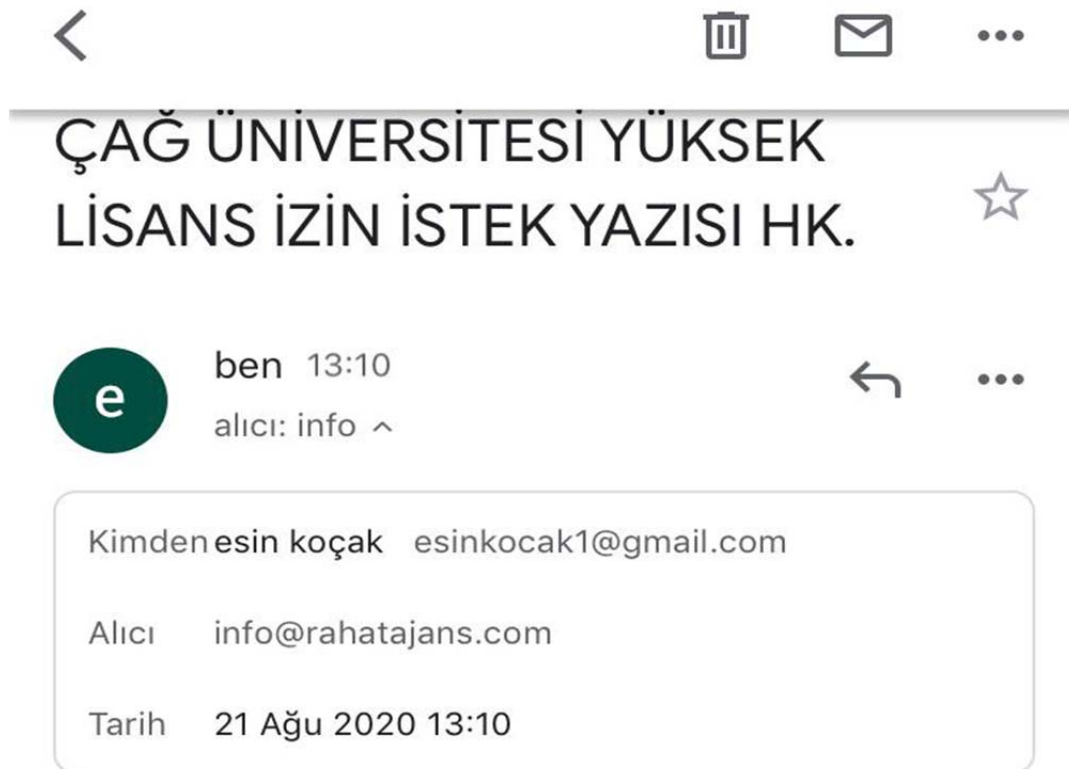 ÇAĞ ÜNİVERSİTESİ YÜKSEK
LİSANS İZİN İSTEK YAZISI HK.
e
ben 13:10
alıcı: info
Kimden esin koçak esinkocak1@gmail.com
Alıcı info@rahatajans.com
Tarih 21 Ağu 2020 13:10